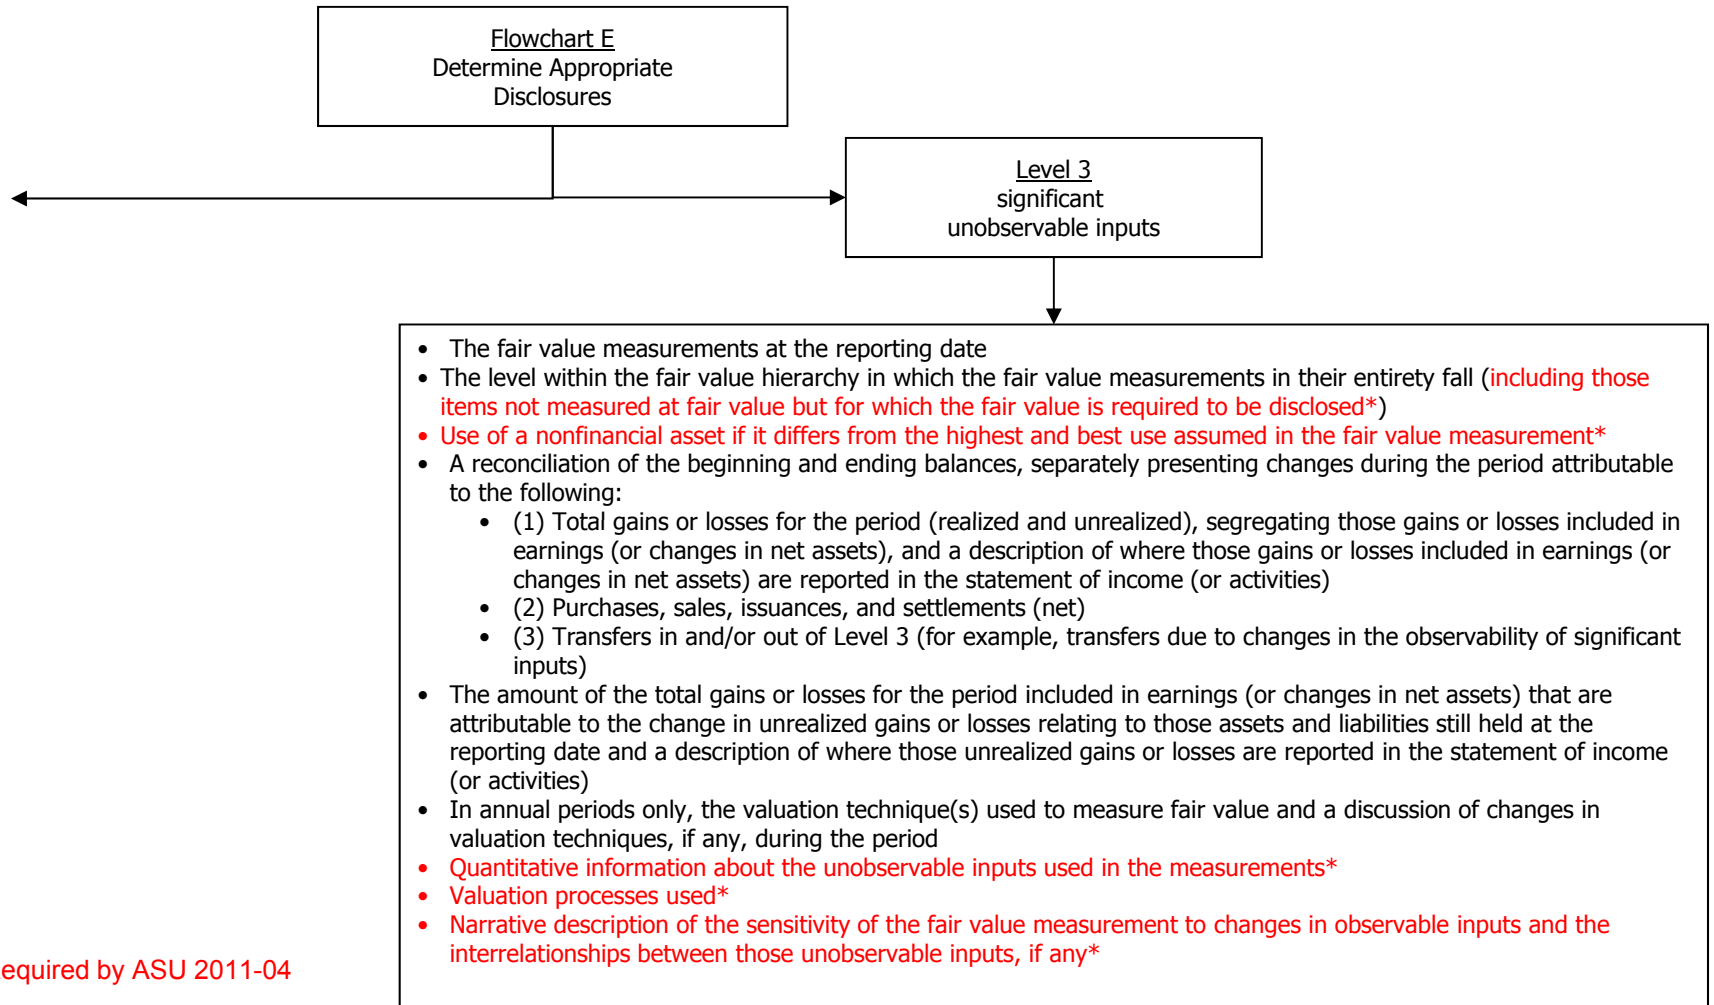 Flowchart E
Determine Appropriate
Disclosures
Level 3
significant
unobservable inputs
• The fair value measurements at the reporting date
• The level within the fair value hierarchy in which the fair value measurements in their entirety fall (including those
items not measured at fair value but for which the fair value is required to be disclosed*)
• Use of a nonfinancial asset if it differs from the highest and best use assumed in the fair value measurement*
• A reconciliation of the beginning and ending balances, separately presenting changes during the period attributable
to the following:
• (1) Total gains or losses for the period (realized and unrealized), segregating those gains or losses included in
earnings (or changes in net assets), and a description of where those gains or losses included in earnings (or
changes in net assets) are reported in the statement of income (or activities)
• (2) Purchases, sales, issuances, and settlements (net)
• (3) Transfers in and/or out of Level 3 (for example, transfers due to changes in the observability of significant
inputs)
• The amount of the total gains or losses for the period included in earnings (or changes in net assets) that are
attributable to the change in unrealized gains or losses relating to those assets and liabilities still held at the
reporting date and a description of where those unrealized gains or losses are reported in the statement of income
(or activities)
• In annual periods only, the valuation technique(s) used to measure fair value and a discussion of changes in
valuation techniques, if any, during the period
• Quantitative information about the unobservable inputs used in the measurements*
• Valuation processes used*
• Narrative description of the sensitivity of the fair value measurement to changes in observable inputs and the
interrelationships between those unobservable inputs, if any*
equired by ASU 2011-04